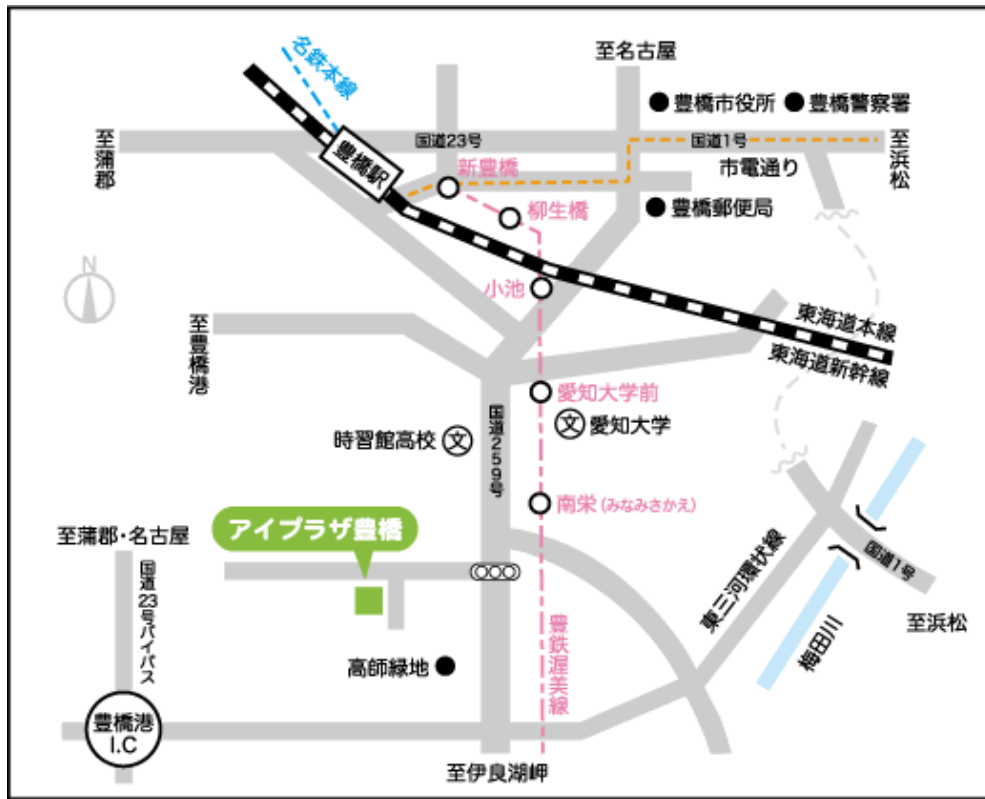 名鉄本線
至名古屋
豊橋市役所
豊橋警察署
至蒲郡
豊橋駅
国道23号
国道1号
至浜松
新豊橋
市電通り
柳生橋
豊橋郵便局
N
小池
至豊橋港
東海道本線
東海道新幹線
愛知大学前
国道259号
時習館高校
文
文
愛知大学
南栄(みなみさかえ)
アイプラザ豊橋
至蒲郡・名古屋
国道23号バイパス
東三河環状線
国道1号
至浜松
梅田川
豊鉄渥美線
高師緑地
豊橋港
I.C
至伊良湖岬